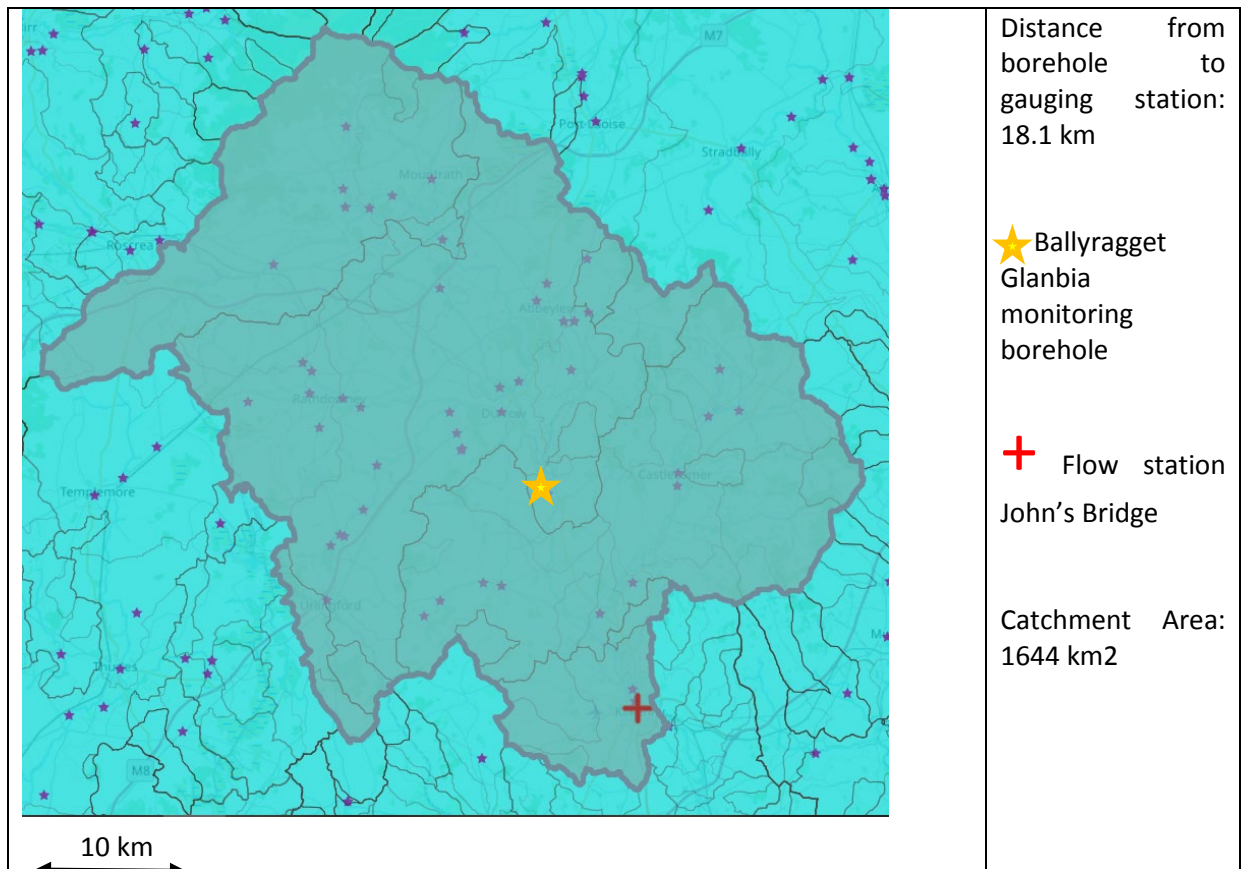 M7
Port-Laoise
Stradbally
Mountrath
Roscrea
Abbeyleix
Rathdowney
Durrow
Castlecomer
Templemore
Urlingford
Thurles
M8
10 km
Distance from
borehole to
gauging station:
18.1 km
Ballyragget
Glanbia
monitoring
borehole
Flow station
John's Bridge
Catchment Area:
1644 km2